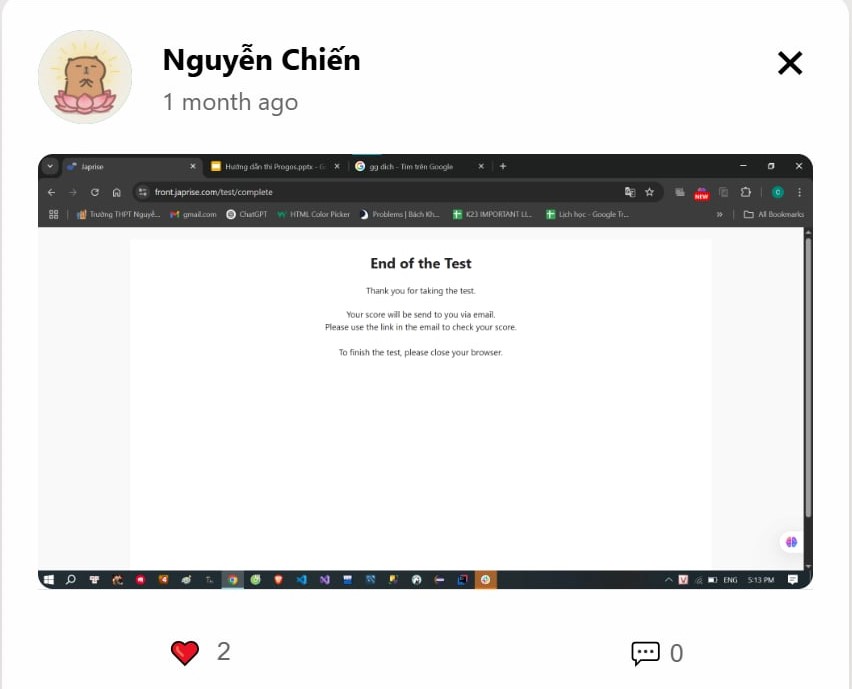 Nguyễn Chiến
1 month ago
Japrise
Hướng dẫn thi Progos.pptx - G
gg dich - Tìm trên Google
front.japrise.com/test/complete
NEW
C
Trường THPT Nguyễ...
gmail.com
ChatGPT
HTML Color Picker
Problems | Bách Kh...
K23 IMPORTANT LI...
Lịch học - Google Tr...
All Bookmarks
End of the Test
Thank you for taking the test.
Your score will be send to you via email.
Please use the link in the email to check your score.
To finish the test, please close your browser.
V
ENG
5:13 PM
2
0